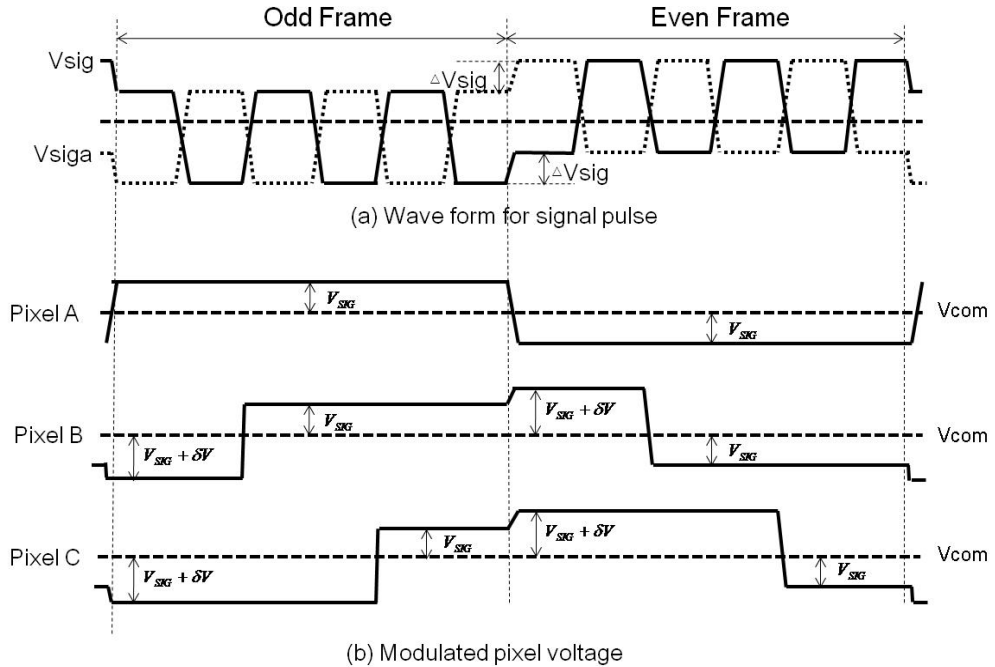 Odd Frame
Even Frame
Vsig
△Vsig
Vsiga
△Vsig
(a) Wave form for signal pulse
Pixel A
V_SIG
V_SIG
Vcom
Pixel B
V_SIG + δV
V_SIG
V_SIG + δV
V_SIG
Vcom
Pixel C
V_SIG + δV
V_SIG
V_SIG + δV
V_SIG
Vcom
(b) Modulated pixel voltage